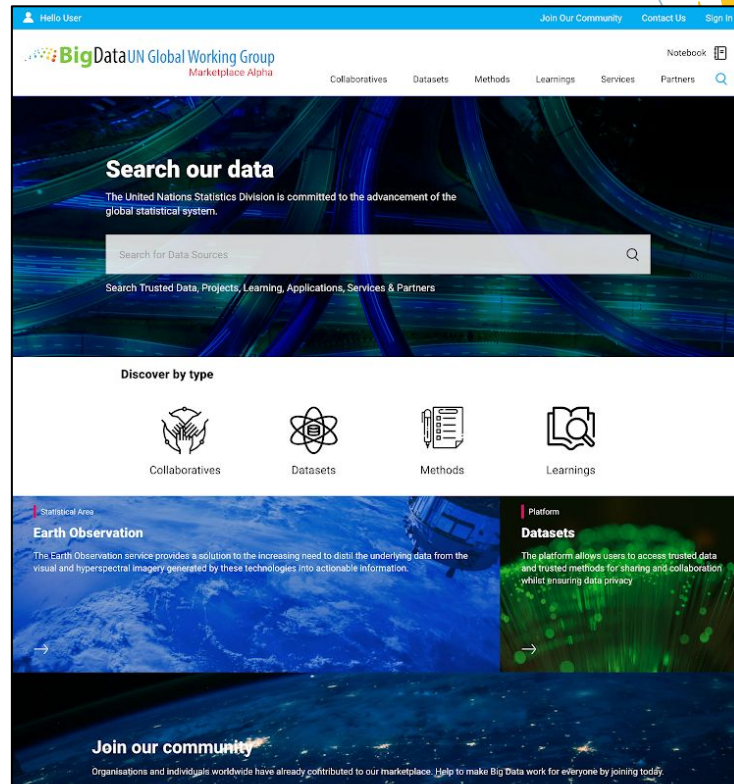 Hello User
Join Our Community
Contact Us
Sign In
BigData UN Global Working Group
Marketplace Alpha
Notebook
Collaboratives
Datasets
Methods
Learnings
Services
Partners
Search our data
The United Nations Statistics Division is committed to the advancement of the
global statistical system.
Search for Data Sources
Search Trusted Data, Projects, Learning, Applications, Services & Partners
Discover by type
Collaboratives
Datasets
Methods
Learnings
Statistical Area
Earth Observation
The Earth Observation service provides a solution to the increasing need to distil the underlying data from the
visual and hyperspectral imagery generated by these technologies into actionable information.
Platform
Datasets
The platform allows users to access trusted data
and trusted methods for sharing and collaboration
whilst ensuring data privacy
Join our community
Organisations and individuals worldwide have already contributed to our marketplace. Help to make Big Data work for everyone by joining today.